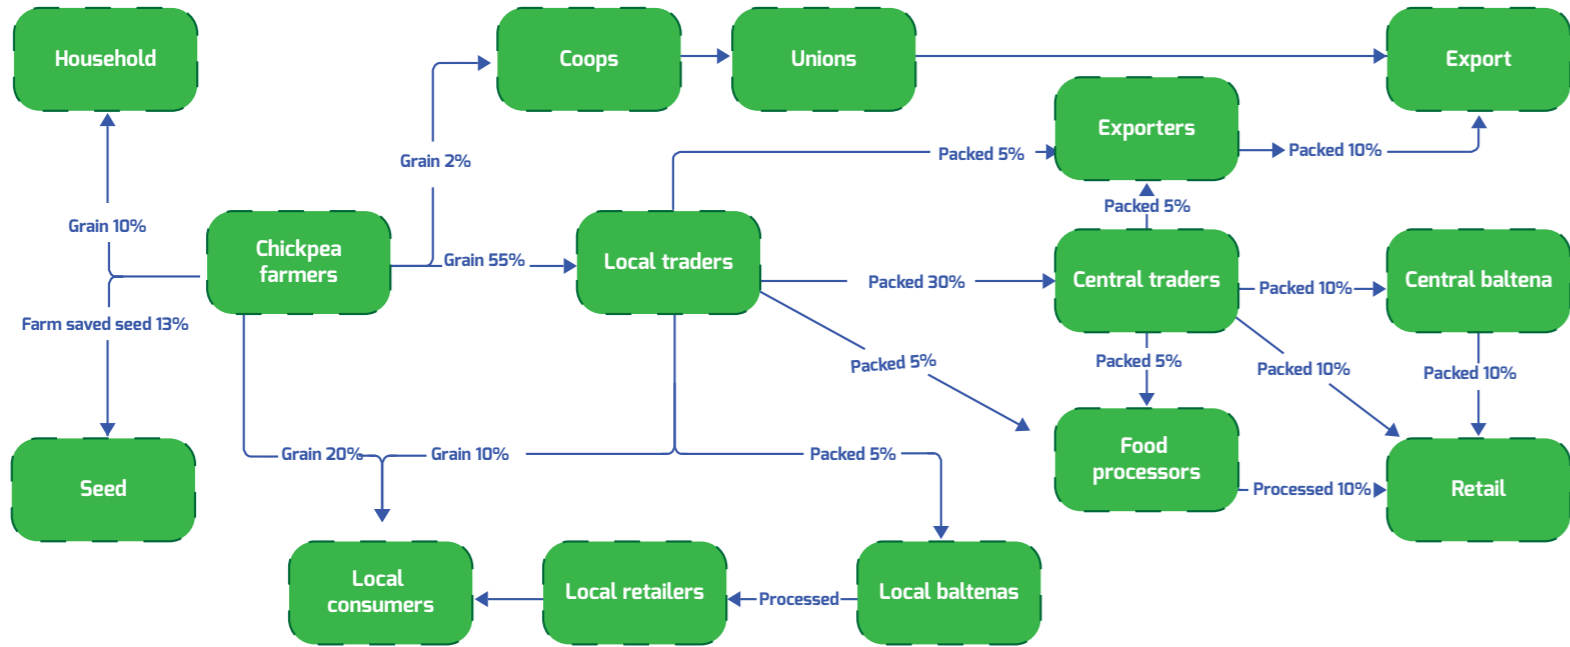 Household
Coops
Unions
Export
Exporters
Packed 5%
Packed 10%
Grain 2%
Packed 5%
Grain 10%
Chickpea
farmers
Grain 55%
Local traders
Packed 30%
Central traders
Packed 10%
Central baltena
Farm saved seed 13%
Packed 5%
Packed 5%
Packed 10%
Packed 10%
Grain 20%
Grain 10%
Packed 5%
Food
processors
Processed 10%
Retail
Seed
Local
consumers
Local retailers
Processed
Local baltenas